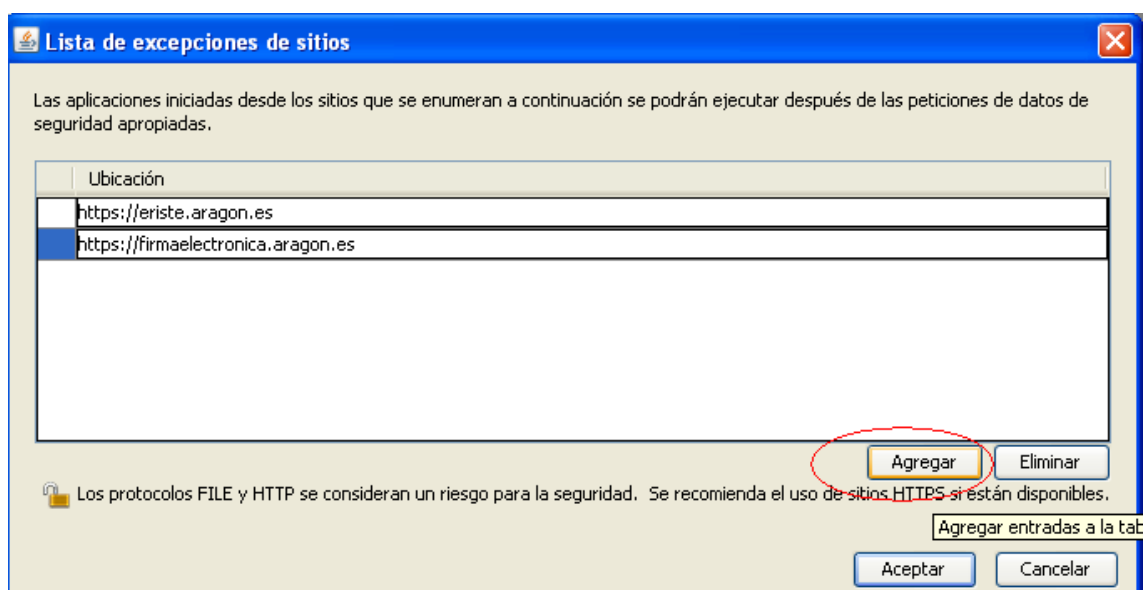 Lista de excepciones de sitios
Las aplicaciones iniciadas desde los sitios que se enumeran a continuación se podrán ejecutar después de las peticiones de datos de
seguridad apropiadas.
Ubicación
https://eriste.aragon.es
https://firmaelectronica.aragon.es
Agregar Eliminar
Los protocolos FILE y HTTP se consideran un riesgo para la seguridad. Se recomienda el uso de sitios HTTPS si están disponibles.
Agregar entradas a la tab
Aceptar Cancelar